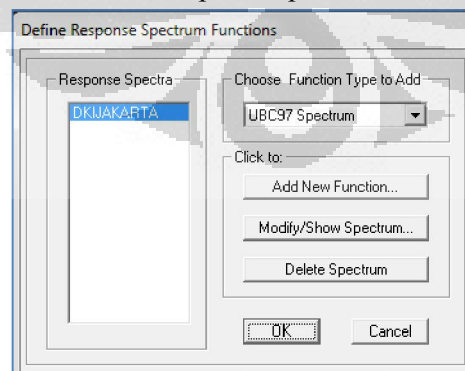 Define Response Spectrum Functions
Response Spectra
DKIJAKARTA
Choose Function Type to Add
UBC97 Spectrum
Click to:
Add New Function...
Modify/Show Spectrum...
Delete Spectrum
OK
Cancel